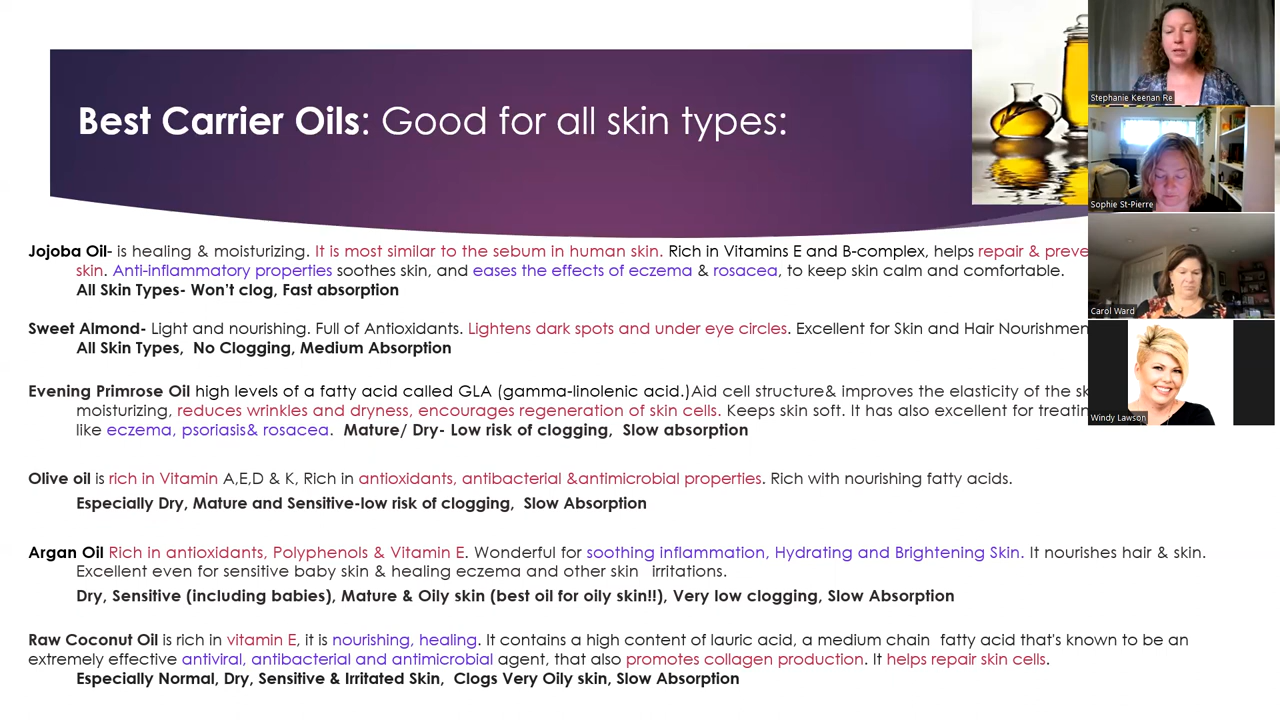 Best Carrier Oils: Good for all skin types:
Stephanie Keenan Re
Sophie St-Pierre
Carol Ward
Windy Lawson
Jojoba Oil- is healing & moisturizing. It is most similar to the sebum in human skin. Rich in Vitamins E and B-complex, helps repair &
skin. Anti-inflammatory properties soothes skin, and eases the effects of eczema & rosacea, to keep skin calm and comfortable.
All Skin Types- Won't clog, Fast absorption
Sweet Almond- Light and nourishing. Full of Antioxidants. Lightens dark spots and under eye circles. Excellent for Skin and Hair
All Skin Types, No Clogging, Medium Absorption
Evening Primrose Oil high levels of a fatty acid called GLA (gamma-linolenic acid.)Aid cell structure& improves the elasticity of the
moisturizing, reduces wrinkles and dryness, encourages regeneration of skin cells. Keeps skin soft. It has also excellent for
like eczema, psoriasis& rosacea. Mature/ Dry- Low risk of clogging, Slow absorption
Olive oil is rich in Vitamin A,E,D & K, Rich in antioxidants, antibacterial &antimicrobial properties. Rich with nourishing fatty acids.
Especially Dry, Mature and Sensitive-low risk of clogging, Slow Absorption
Argan Oil Rich in antioxidants, Polyphenols & Vitamin E. Wonderful for soothing inflammation, Hydrating and Brightening Skin. It nourishes hair & skin.
Excellent even for sensitive baby skin & healing eczema and other skin irritations.
Dry, Sensitive (including babies), Mature & Oily skin (best oil for oily skin!!), Very low clogging, Slow Absorption
Raw Coconut Oil is rich in vitamin E, it is nourishing, healing. It contains a high content of lauric acid, a medium chain fatty acid that's known to be an
extremely effective antiviral, antibacterial and antimicrobial agent, that also promotes collagen production. It helps repair skin cells.
Especially Normal, Dry, Sensitive & Irritated Skin, Clogs Very Oily skin, Slow Absorption